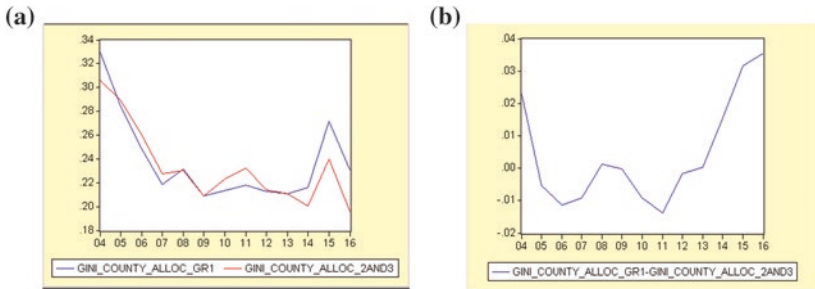 (a)
.34
.32
.30
.28
.26
.24
.22
.20
.18
04 05 06 07 08 09 10 11 12 13 14 15 16
GINI_COUNTY_ALLOC_GR1 GINI_COUNTY_ALLOC_2AND3
(b)
.04
.03
.02
.01
.00
-.01
-.02
04 05 06 07 08 09 10 11 12 13 14 15 16
GINI_COUNTY_ALLOC_GR1-GINI_COUNTY_ALLOC_2AND3